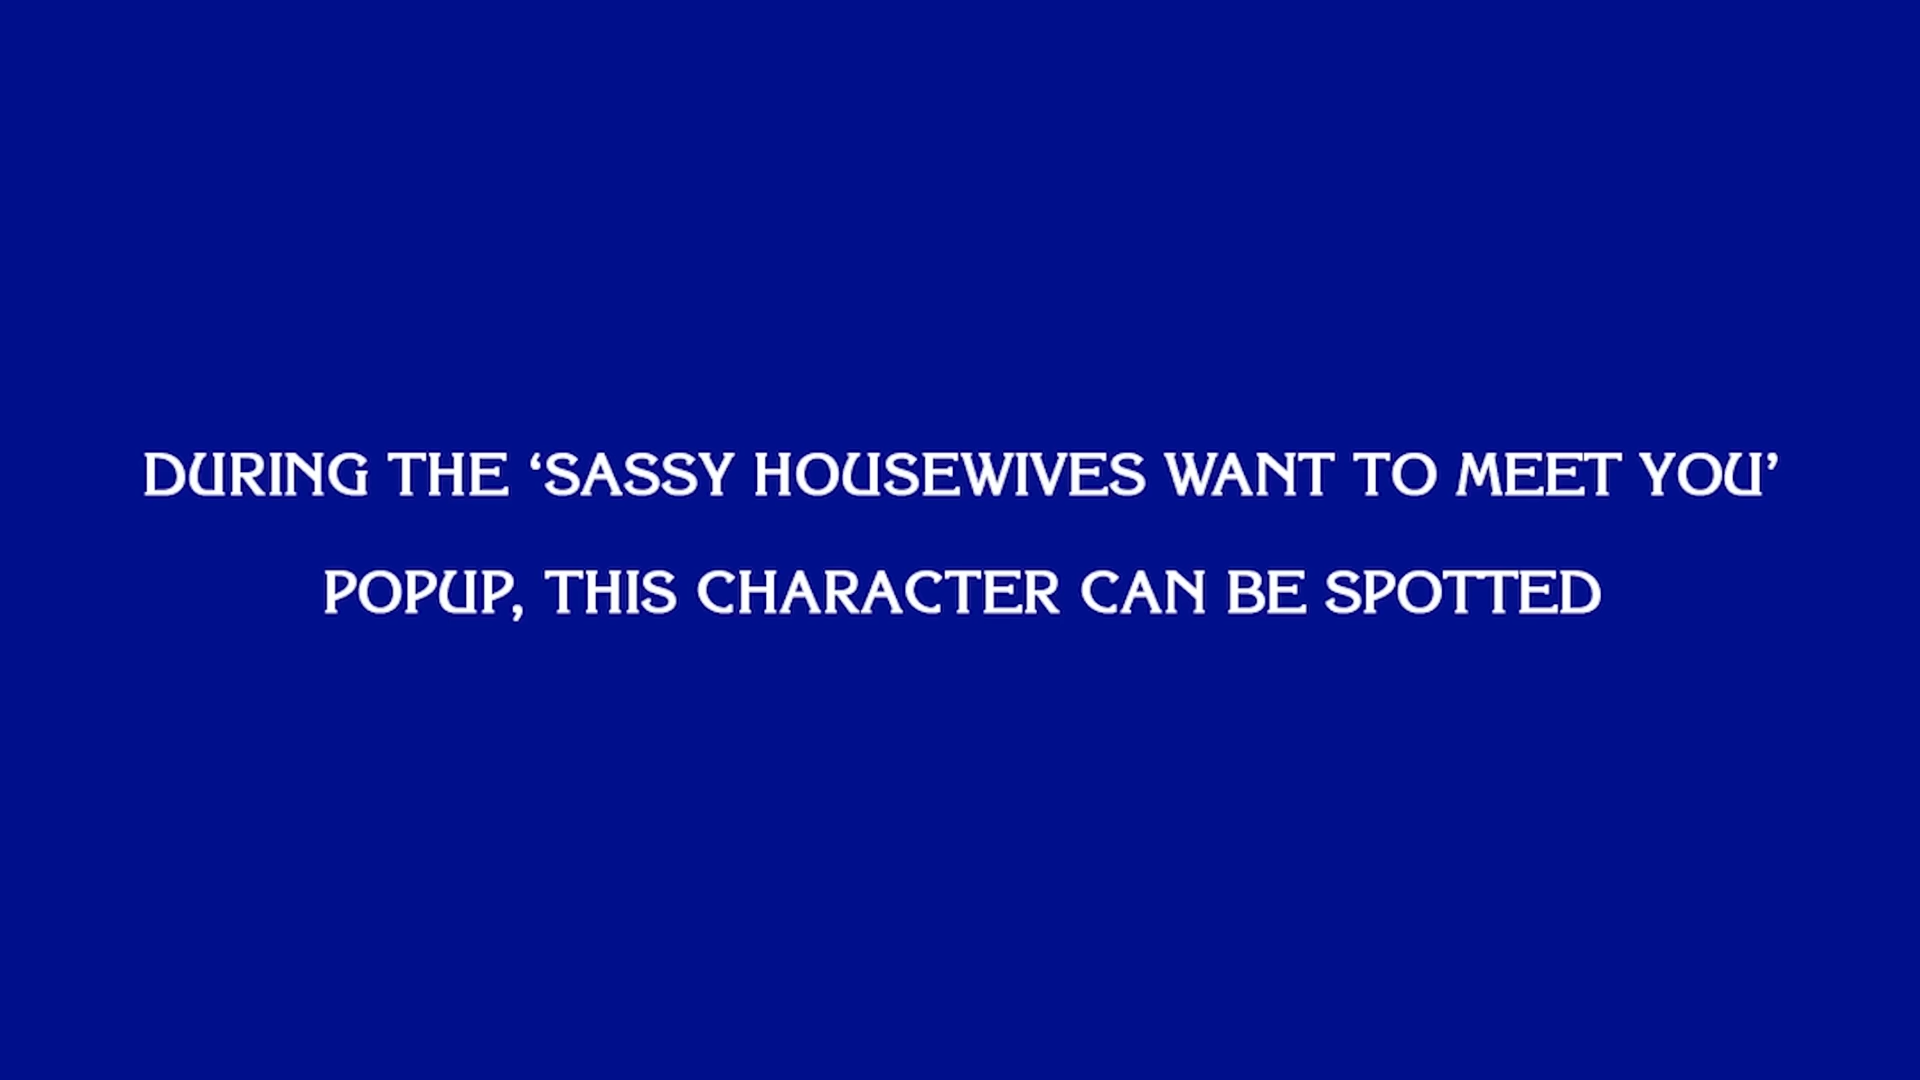 DURING THE ‘SASSY HOUSEWIVES WANT TO MEET YOU’
POPUP, THIS CHARACTER CAN BE SPOTTED